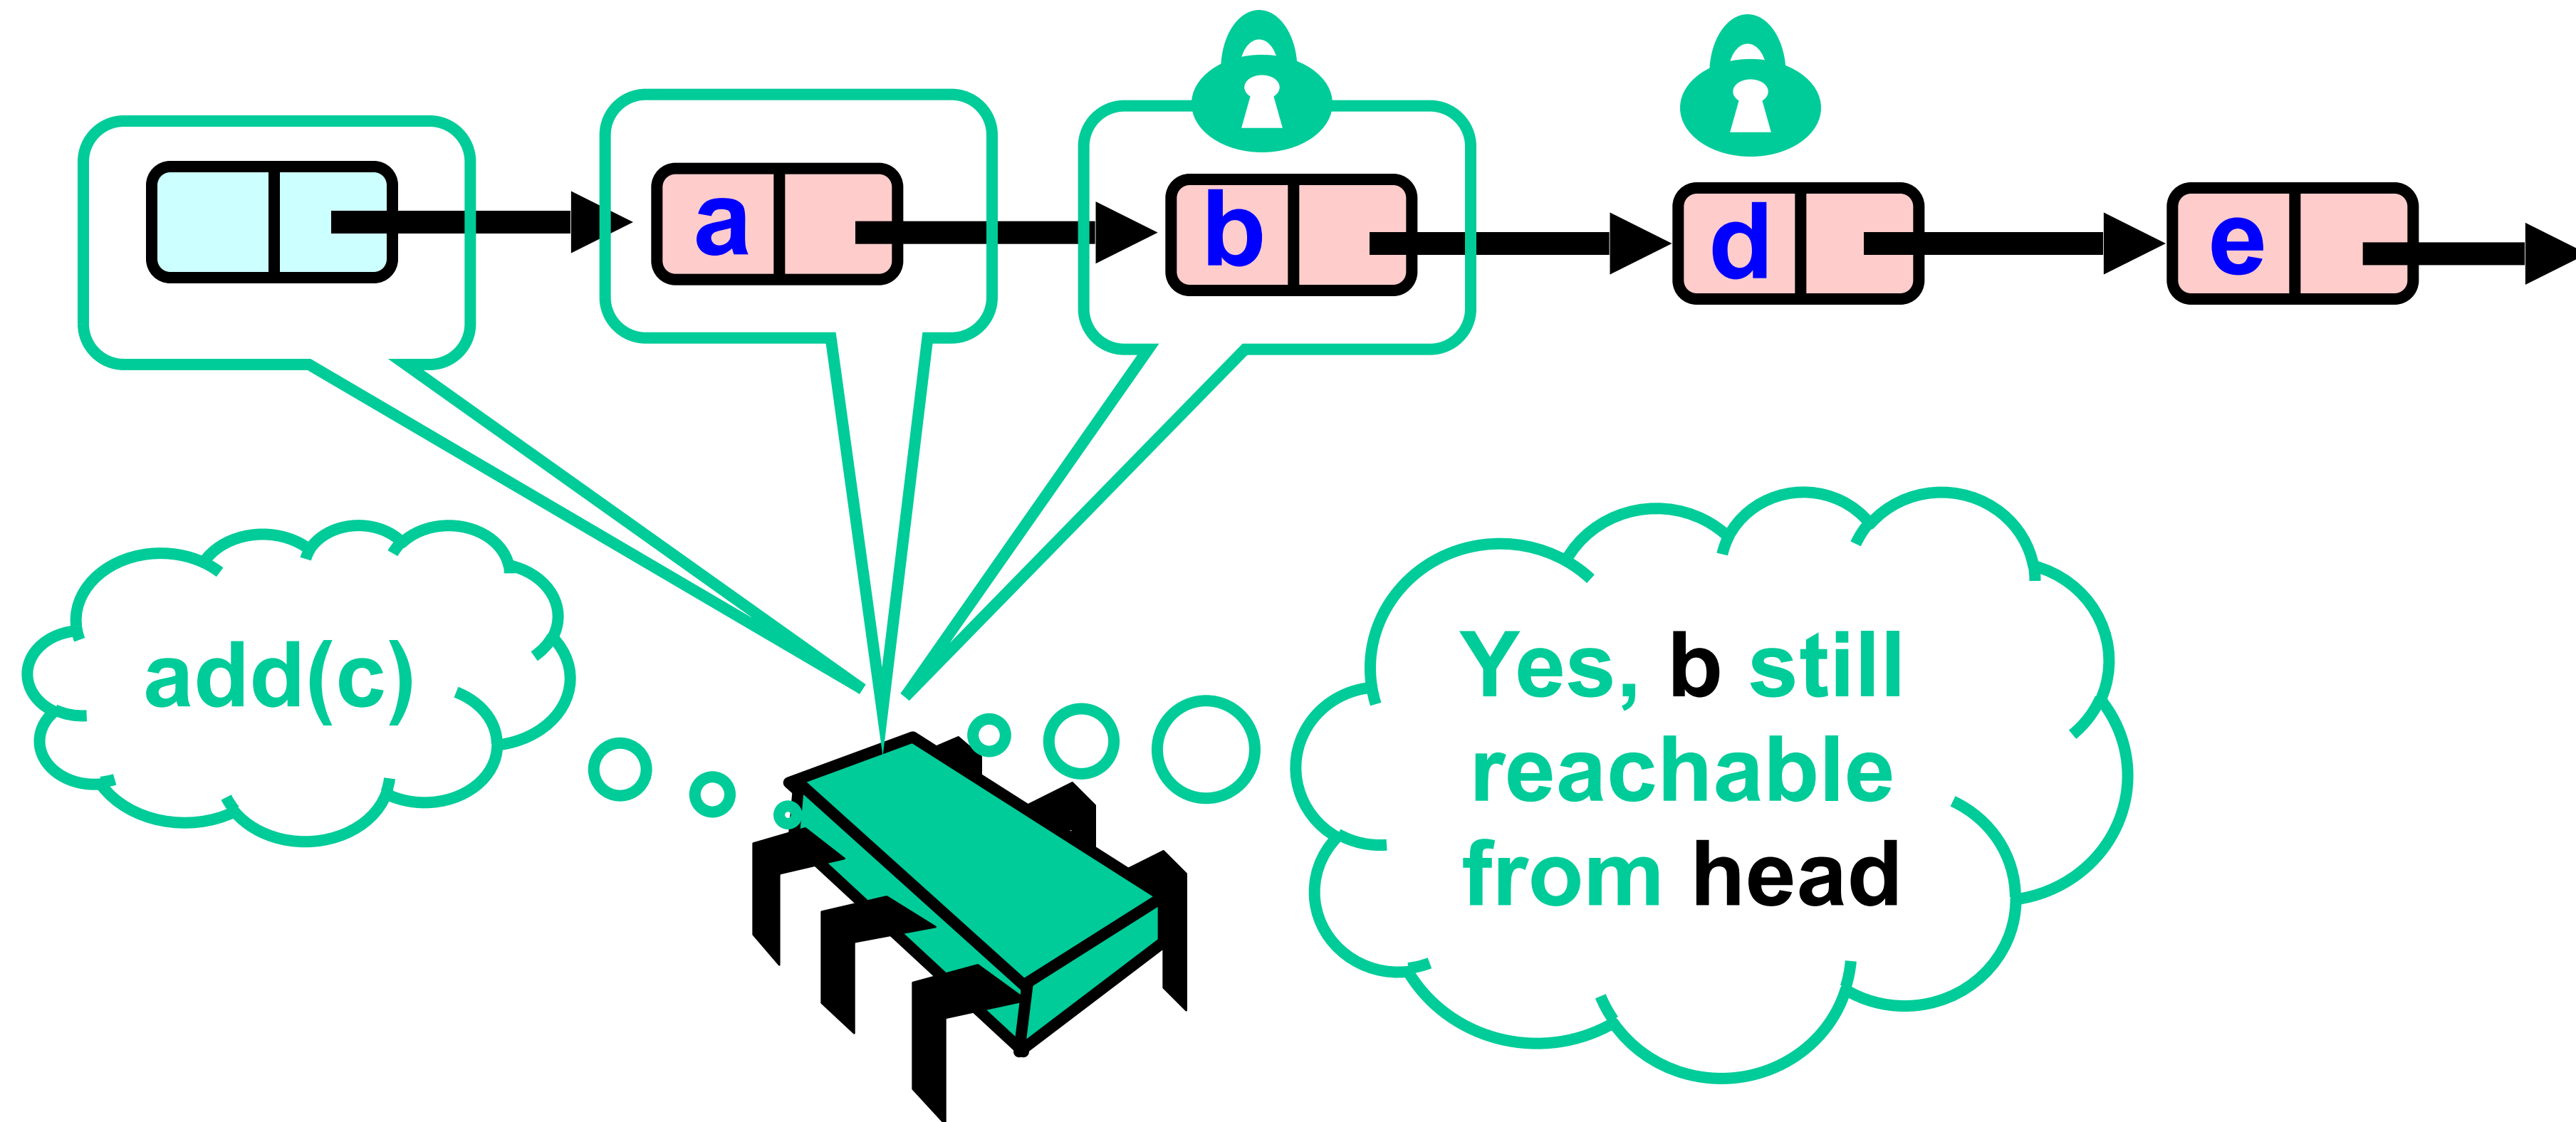 a
b
d
e
add(c)
Yes, b still
reachable
from head